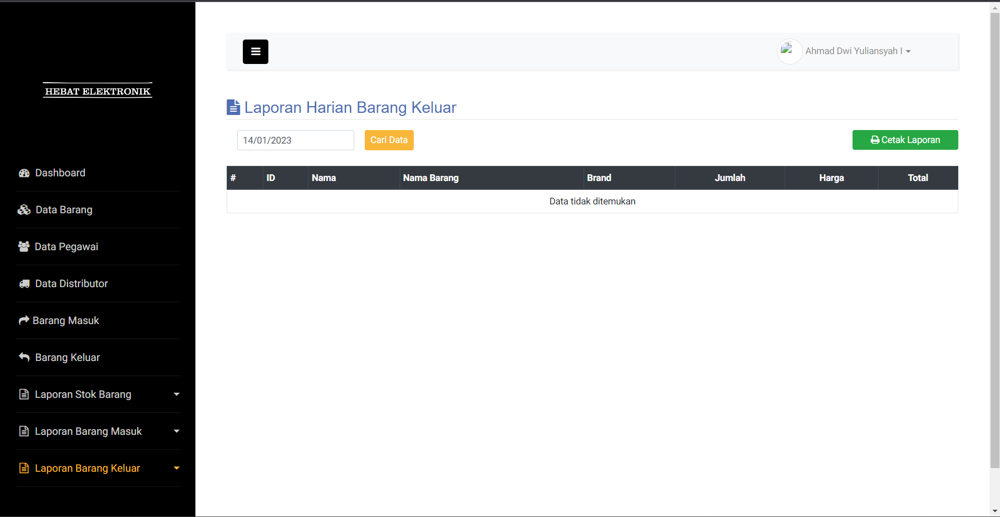 HEBAT ELEKTRONIK
Dashboard
Data Barang
Data Pegawai
Data Distributor
Barang Masuk
Barang Keluar
Laporan Stok Barang
Laporan Barang Masuk
Laporan Barang Keluar
Ahmad Dwi Yuliansyah I
Laporan Harian Barang Keluar
14/01/2023 Cari Data Cetak Laporan
# ID Nama Nama Barang Brand Jumlah Harga Total
Data tidak ditemukan